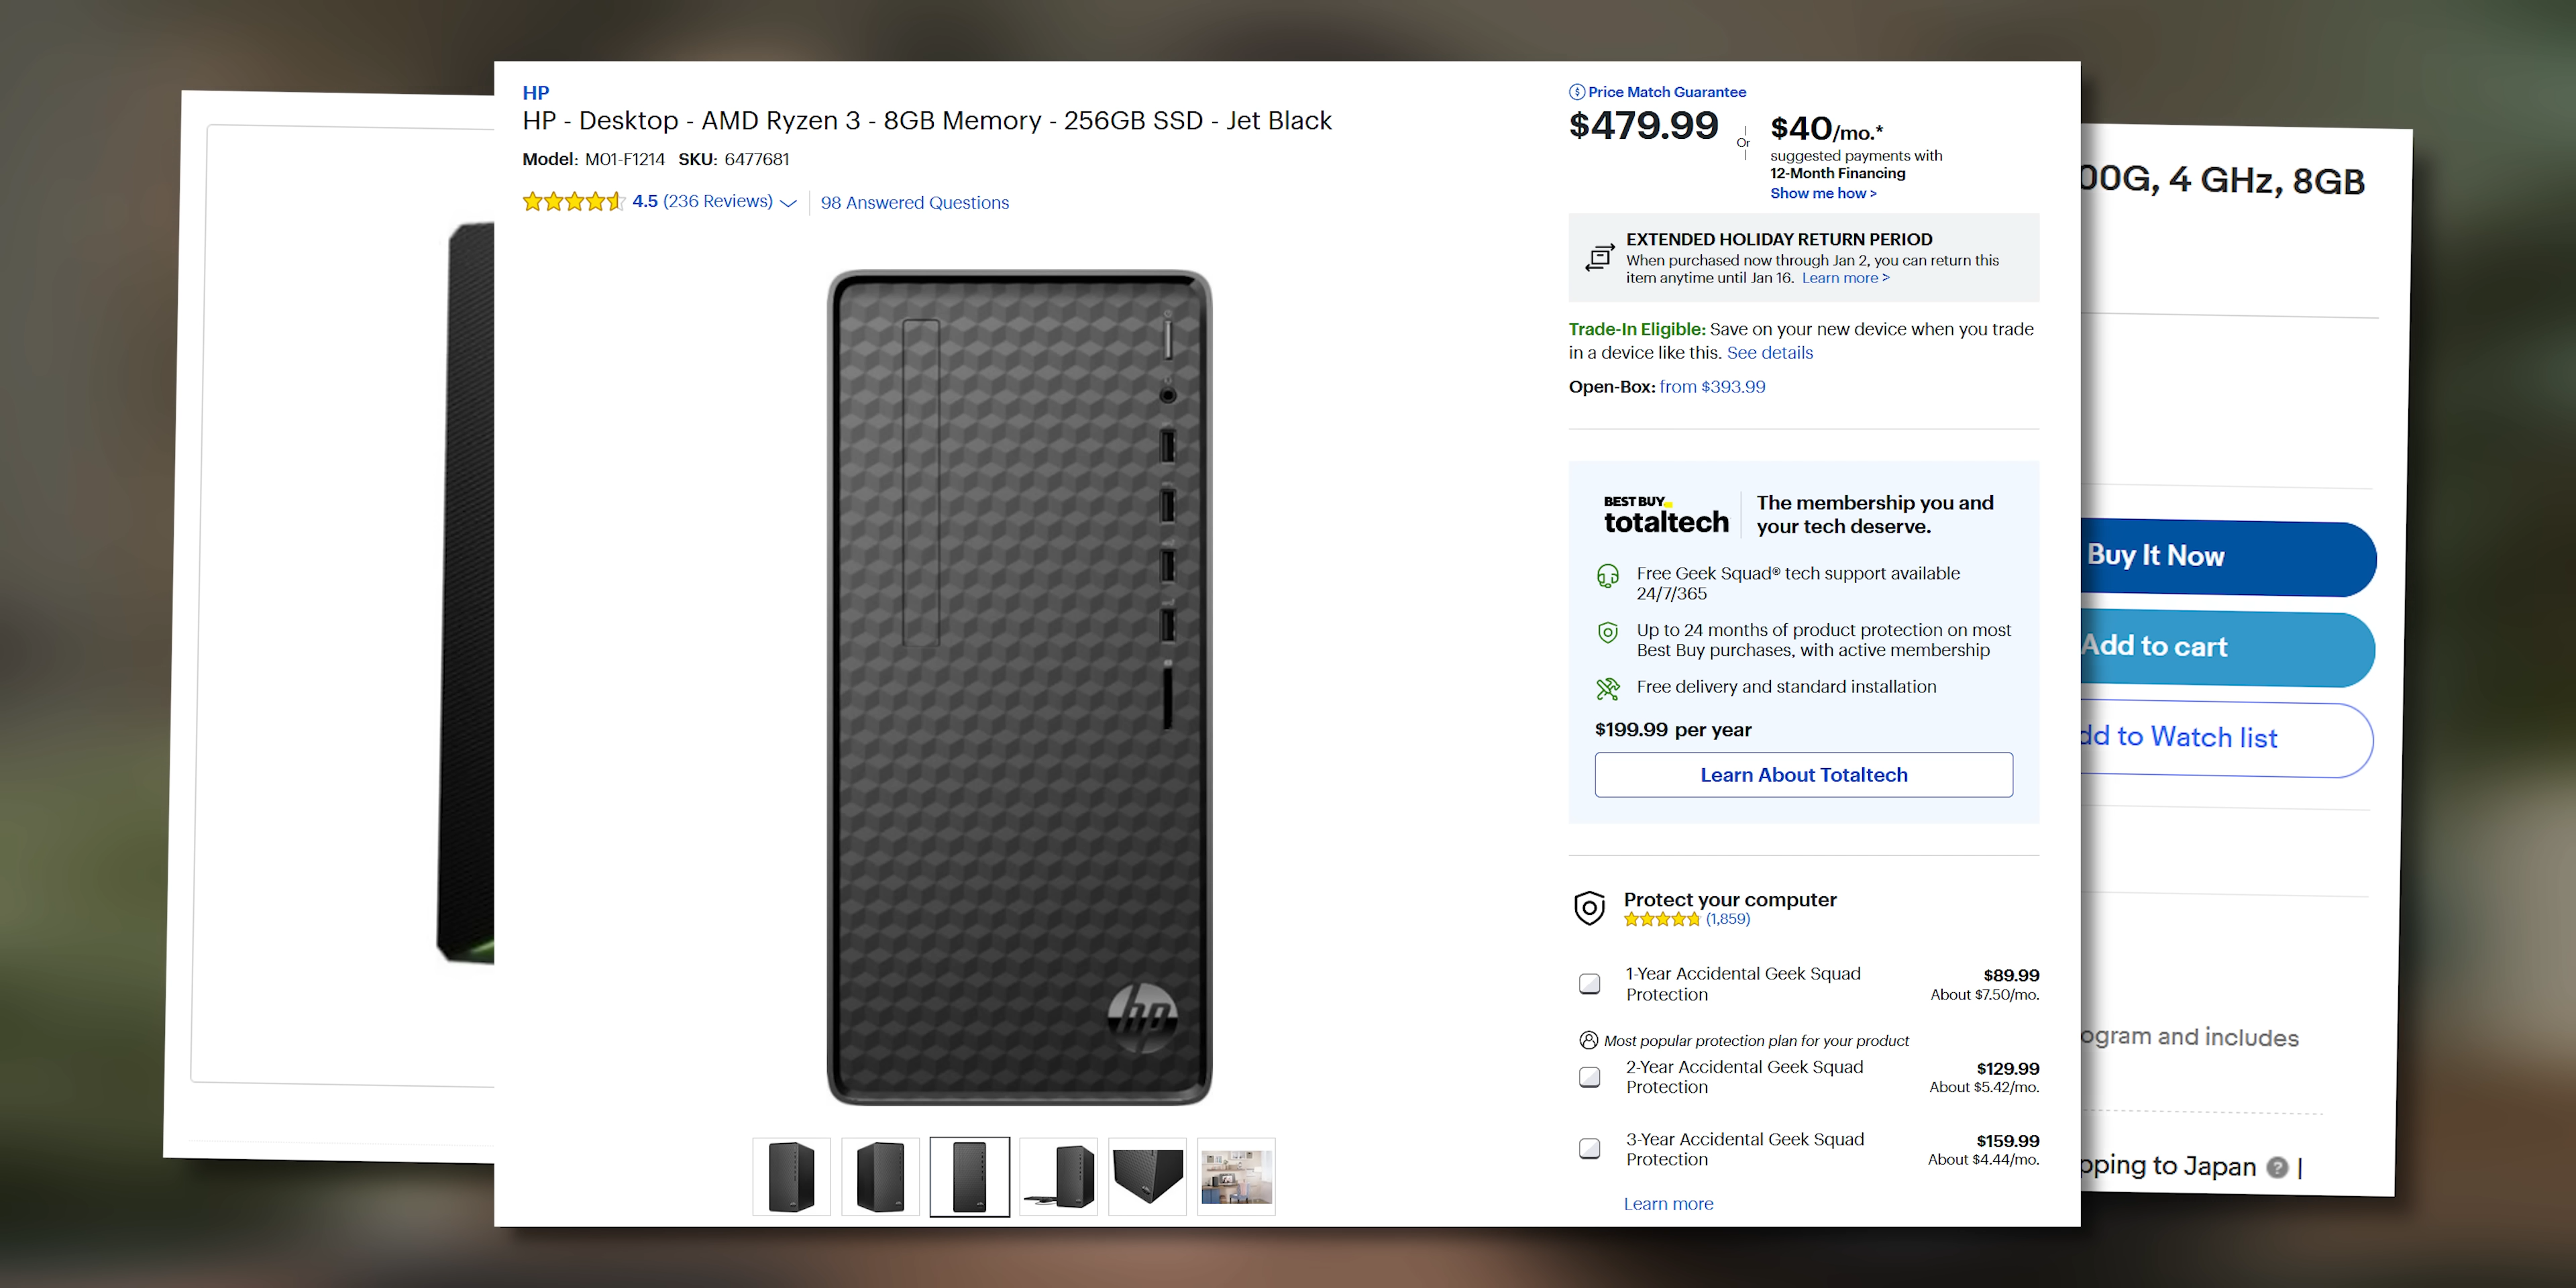 HP
HP - Desktop - AMD Ryzen 3 - 8GB Memory - 256GB SSD - Jet Black
Model: M01-F1214 SKU: 6477681
4.5 (236 Reviews)
98 Answered Questions
hp
Price Match Guarantee
$479.99
Or
$40/mo.*
suggested payments with
12-Month Financing
Show me how >
EXTENDED HOLIDAY RETURN PERIOD
When purchased now through Jan 2, you can return this
item anytime until Jan 16. Learn more >
Trade-In Eligible: Save on your new device when you trade
in a device like this. See details
Open-Box: from $393.99
BEST BUY
totaltech
The membership you and
your tech deserve.
Free Geek Squad® tech support available
24/7/365
Up to 24 months of product protection on most
Best Buy purchases, with active membership
Free delivery and standard installation
$199.99 per year
Learn About Totaltech
Protect your computer
(1,859)
1-Year Accidental Geek Squad
Protection
$89.99
About $7.50/mo.
Most popular protection plan for your product
2-Year Accidental Geek Squad
Protection
$129.99
About $5.42/mo.
3-Year Accidental Geek Squad
Protection
$159.99
About $4.44/mo.
Learn more
00G, 4 GHz, 8GB
Buy It Now
Add to cart
dd to Watch list
ogram and includes
pping to Japan ? |